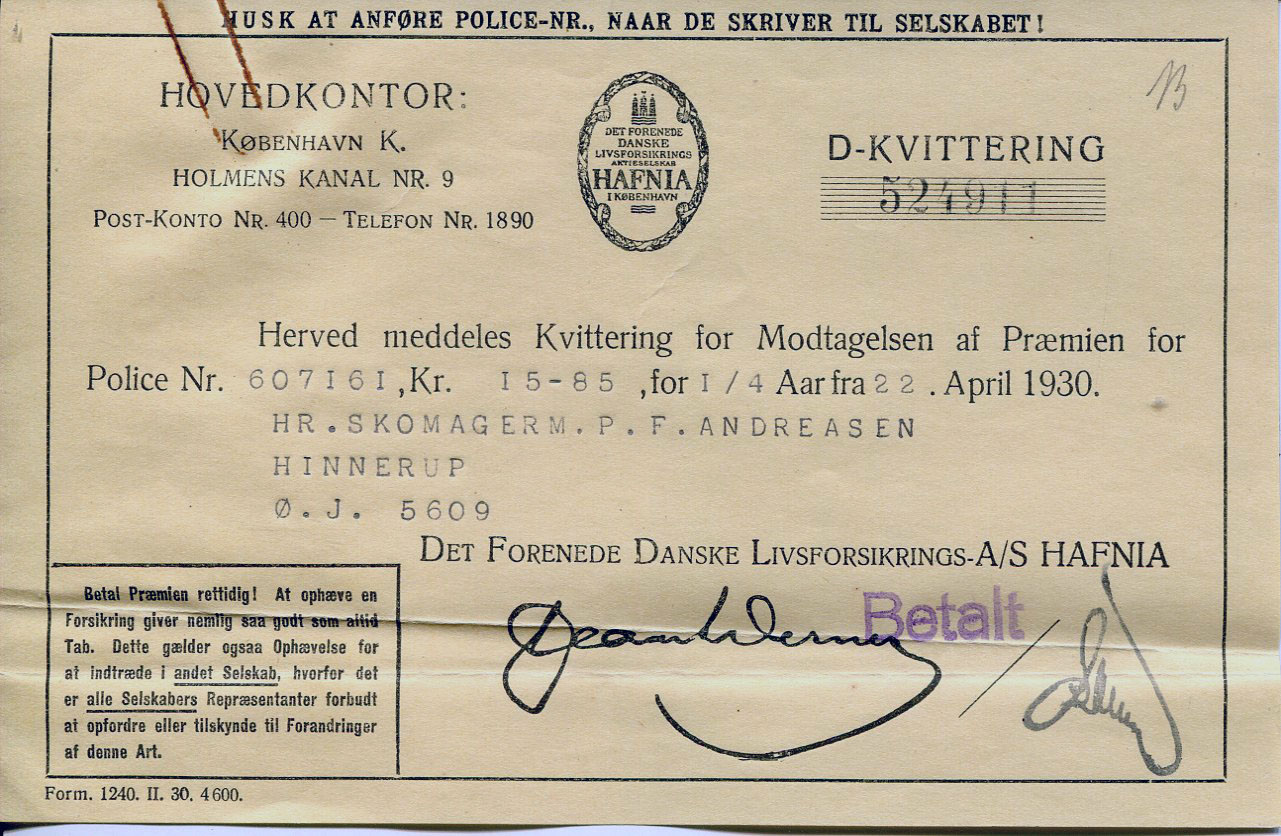 HUSK AT ANFØRE POLICE-NR., NAAR DE SKRIVER TIL SELSKABET!
HOVEDKONTOR:
KØBENHAVN K.
HOLMENS KANAL NR. 9
POST-KONTO NR. 400 — TELEFON NR. 1890
DET FORENEDE
DANSKE
LIVSFORSIKRINGS
AKTIESELSKAB
HAFNIA
I KØBENHAVN
D-KVITTERING
524911
Herved meddeles Kvittering for Modtagelsen af Præmien for
Police Nr. 607161, Kr. 15-85, for 1/4 Aar fra 22. April 1930.
HR.SKOMAGERM.P.F.ANDREASEN
HINNERUP
Ø.J. 5609
DET FORENEDE DANSKE LIVSFORSIKRINGS-A/S HAFNIA
Betalt
Betal Præmien rettidig! At ophæve en
Forsikring giver nemlig saa godt som altid
Tab. Dette gælder ogsaa Ophævelse for
at indtræde i andet Selskab, hvorfor det
er alle Selskabers Repræsentanter forbudt
at opfordre eller tilskynde til Forandringer
af denne Art.
Form. 1240. II. 30. 4600.